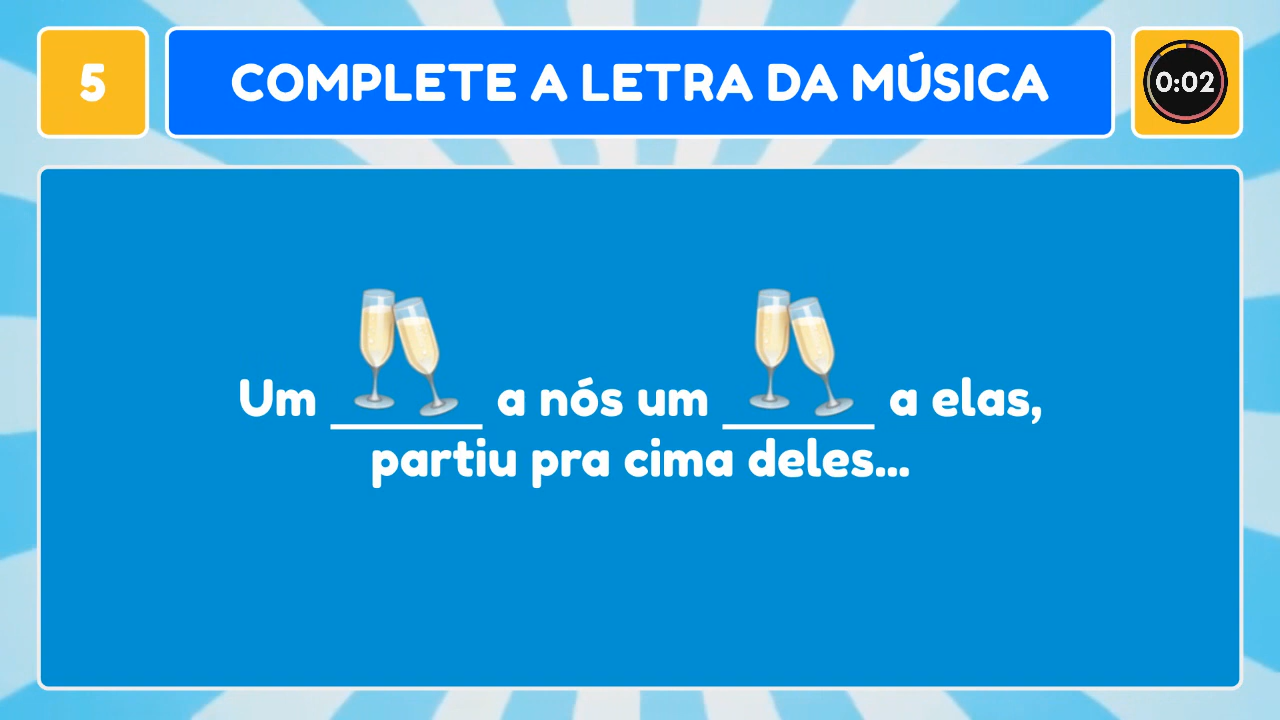 5
COMPLETE A LETRA DA MÚSICA
0:02
Um ______ a nós um ______ a elas,
partiu pra cima deles...